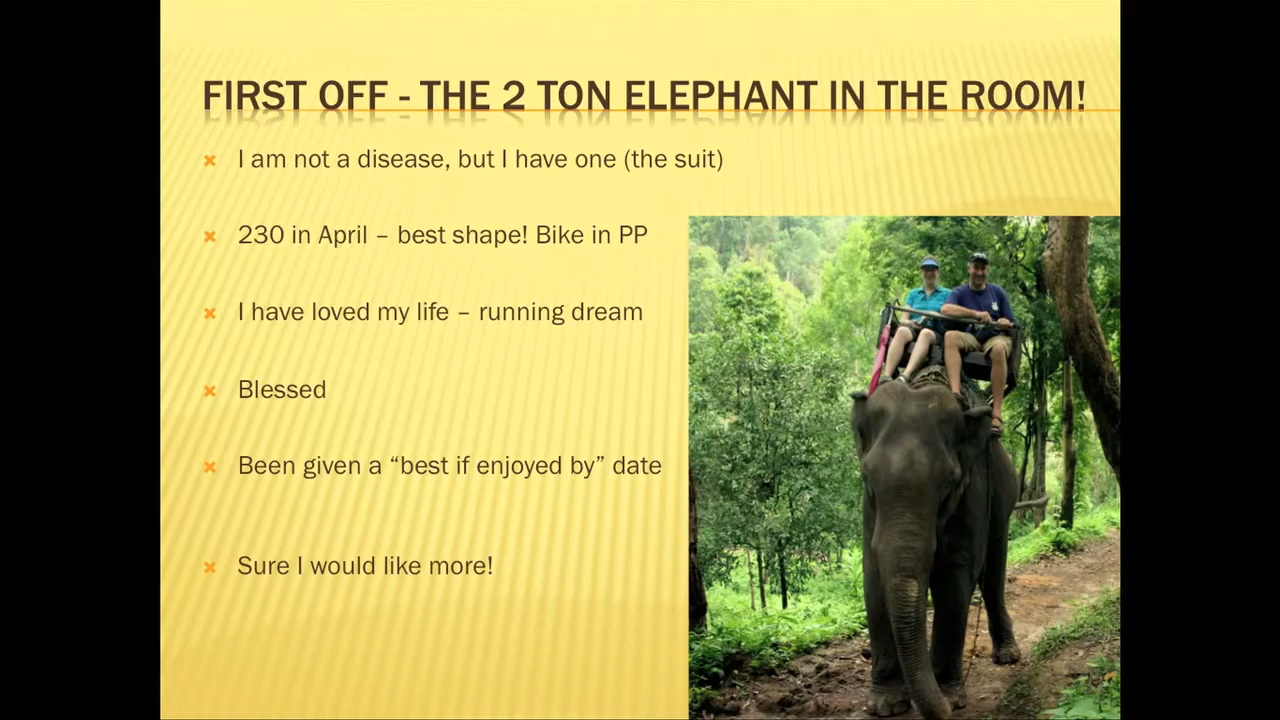 FIRST OFF - THE 2 TON ELEPHANT IN THE ROOM!
I am not a disease, but I have one (the suit)
230 in April – best shape! Bike in PP
I have loved my life – running dream
Blessed
Been given a “best if enjoyed by” date
Sure I would like more!